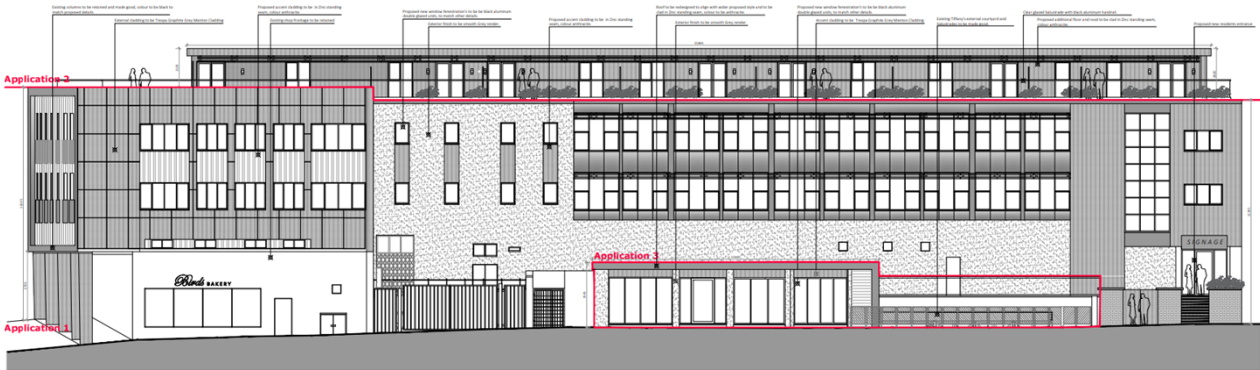 Existing columns to be retained and made good, colour to be black to
match proposed details.
External cladding to be Trespa Graphite Grey Meteon Cladding.
Proposed accent cladding to be in Zinc standing
seam, colour anthracite.
Existing shop frontage to be retained
Proposed new window fenestration's to be be black aluminum
double glazed units, to match other details.
Exterior finish to be smooth Grey render.
Proposed accent cladding to be in Zinc standing
seam, colour anthracite.
Roof to be redesigned to align with wider proposed style and to be
clad in Zinc standing seam, colour anthracite.
Exterior finish to be smooth Grey render.
Proposed new window fenestration's to be be black aluminum
double glazed units, to match other details.
Accent cladding to be Trespa Graphite Grey Meteon Cladding.
Existing Tiffany's external courtyard and
balustrades to be made good.
Clear glazed balustrade with black aluminum handrail.
Proposed additional floor and roof to be clad in Zinc standing seam,
colour anthracite.
Proposed new residents entrance
Application 2
Application 3
SIGNAGE
Birds BAKERY
Application 1